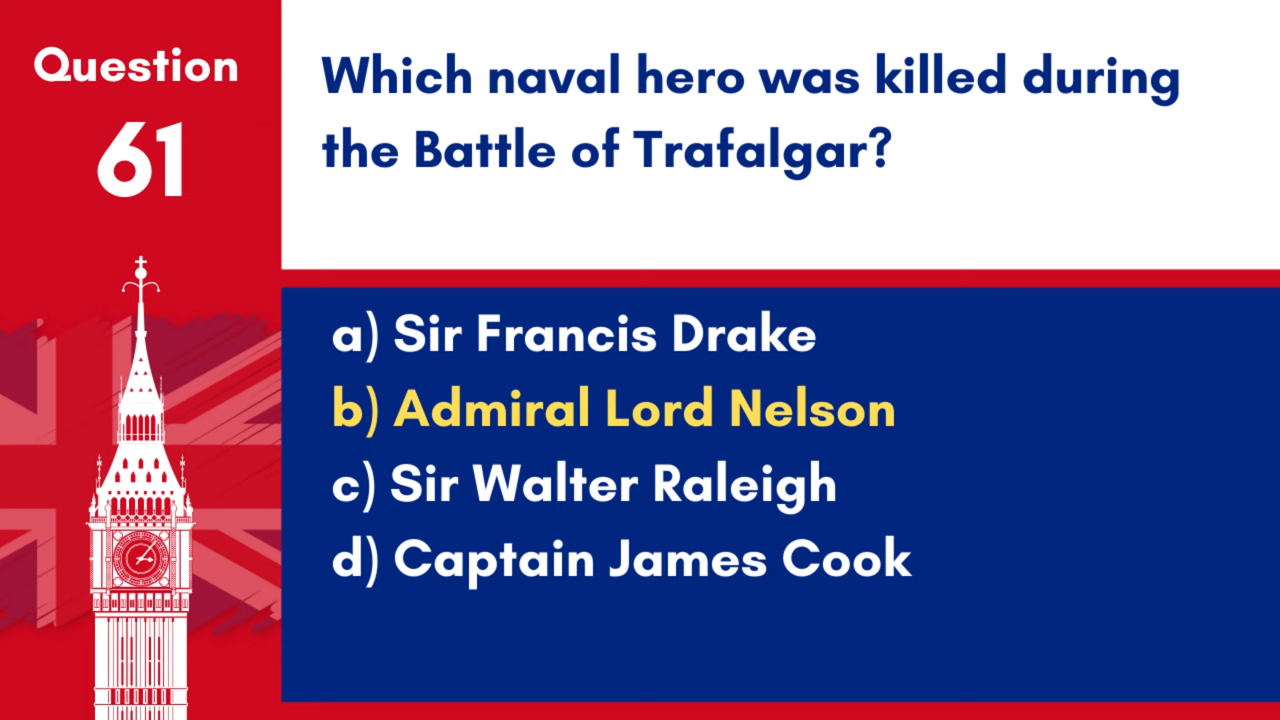 Question
61
Which naval hero was killed during
the Battle of Trafalgar?
a) Sir Francis Drake
b) Admiral Lord Nelson
c) Sir Walter Raleigh
d) Captain James Cook